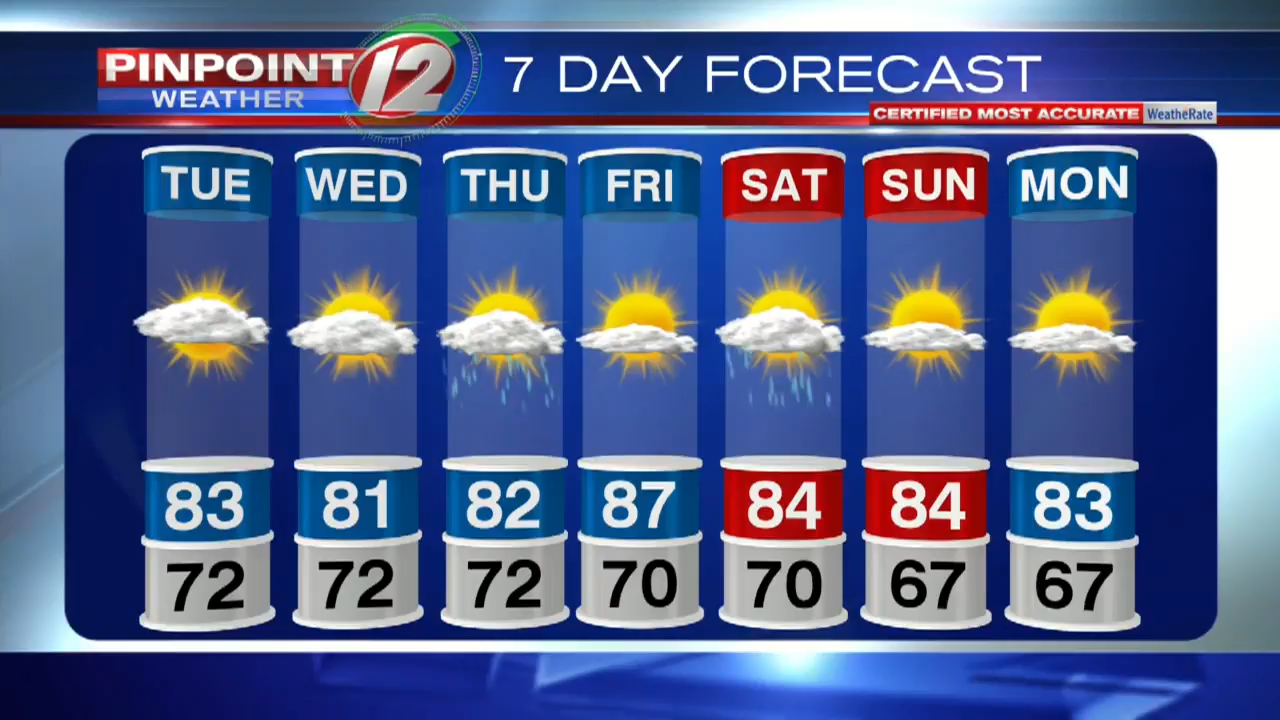 PINPOINT 12
WEATHER
7 DAY FORECAST
CERTIFIED MOST ACCURATE WeatheRate
TUE WED THU FRI SAT SUN MON
83 81 82 87 84 84 83
72 72 72 70 70 67 67